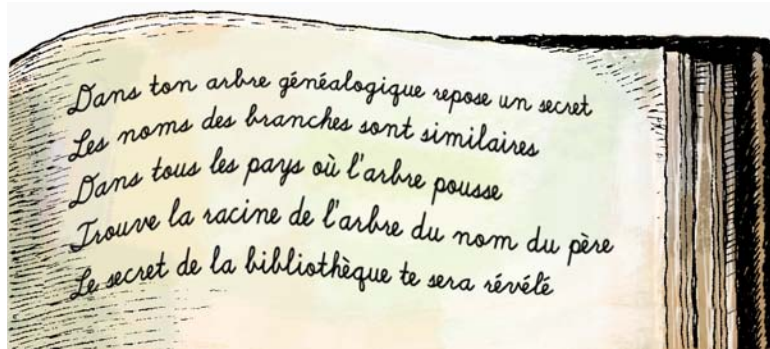 Dans ton arbre généalogique repose un secret
Les noms des branches sont similaires
Dans tous les pays où l'arbre pousse
Trouve la racine de l'arbre du nom du père
Le secret de la bibliothèque te sera révélé